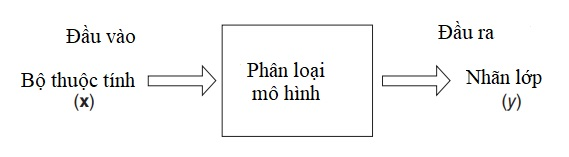 Đầu vào
Bộ thuộc tính
(x)
Phân loại
mô hình
Đầu ra
Nhãn lớp
(y)